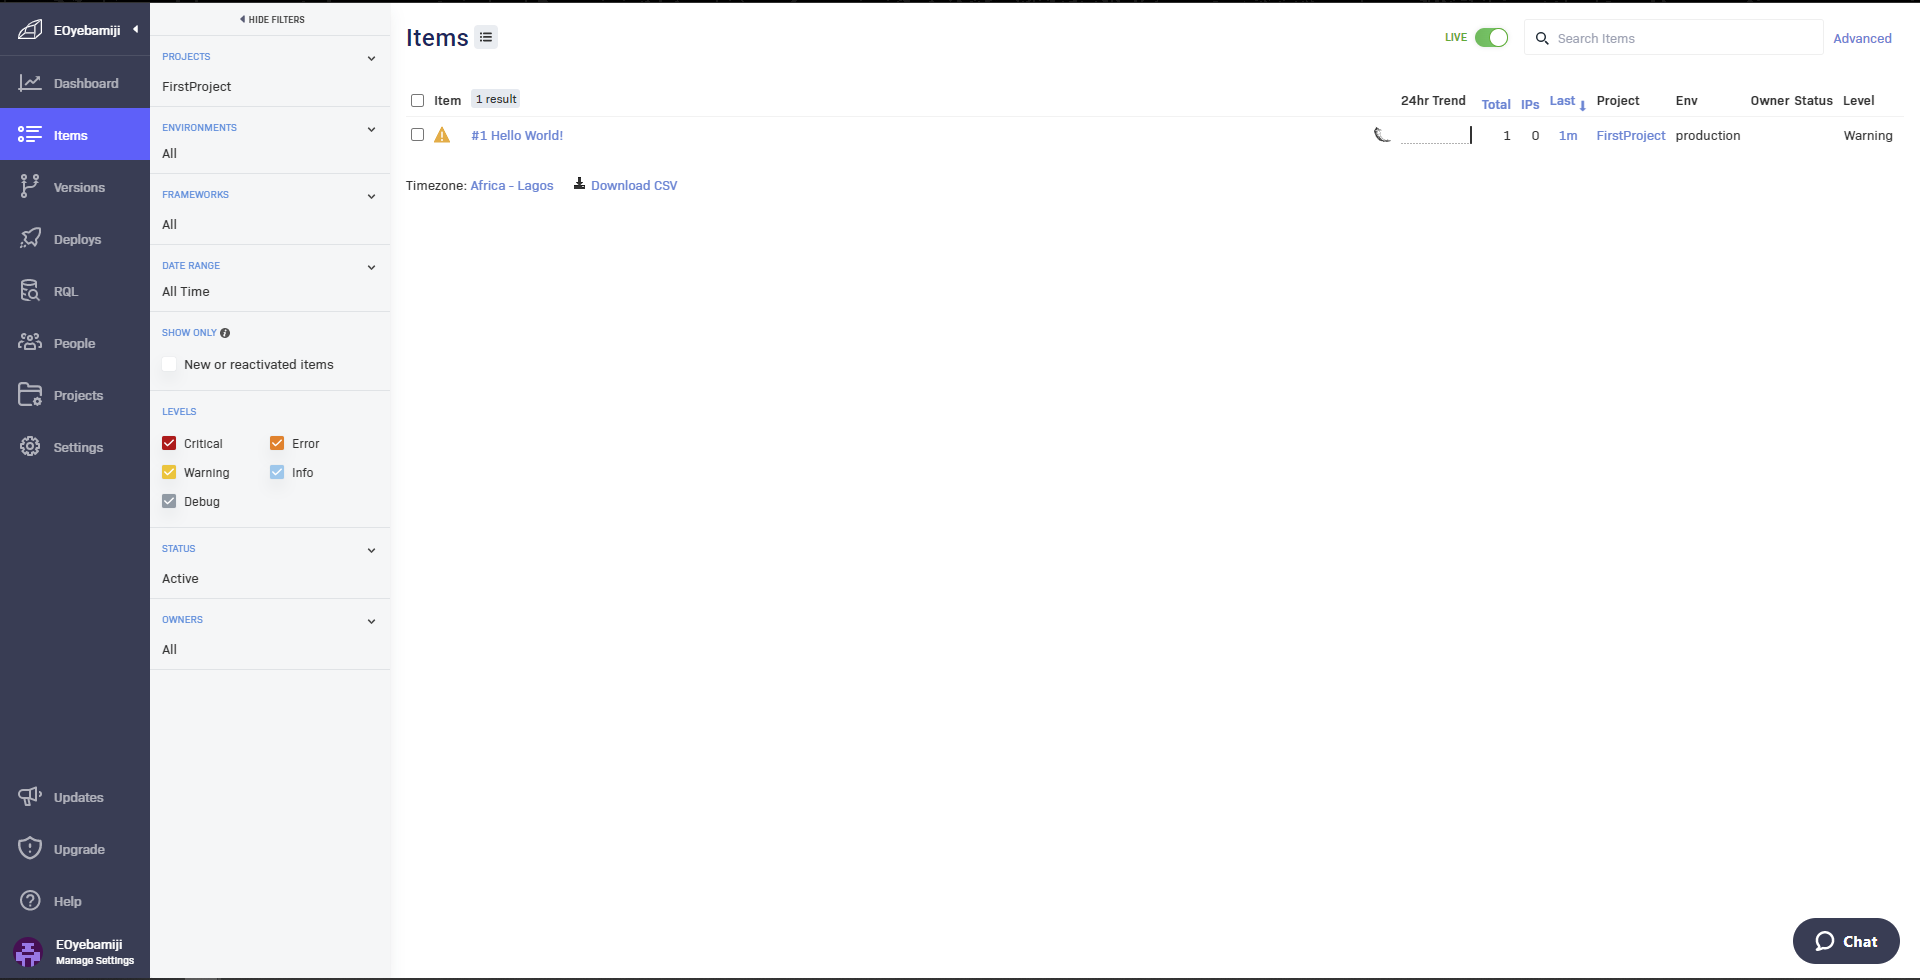 EOyebamiji
Dashboard
Items
Versions
Deploys
RQL
People
Projects
Settings
Updates
Upgrade
Help
EOyebamiji
Manage Settings
HIDE FILTERS
PROJECTS
FirstProject
ENVIRONMENTS
All
FRAMEWORKS
All
DATE RANGE
All Time
SHOW ONLY
New or reactivated items
LEVELS
Critical Error
Warning Info
Debug
STATUS
Active
OWNERS
All
Items
LIVE Search Items Advanced
Item 1 result 24hr Trend Total IPs Last Project Env Owner Status Level
#1 Hello World! 1 0 1m FirstProject production Warning
Timezone: Africa - Lagos Download CSV
Chat